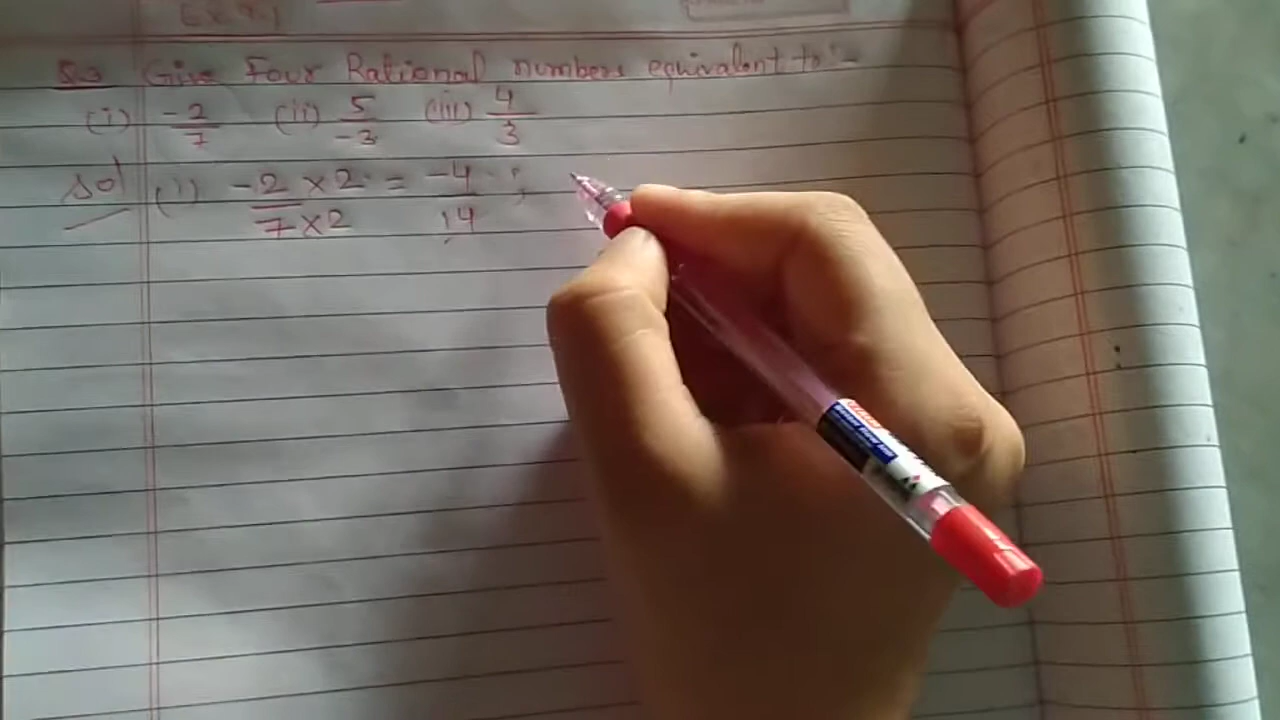 Q.3 Give Four Rational numbers equivalent to :-
(i) -2/7 (ii) 5/-3 (iii) 4/3
Sol (i) -2×2/7×2 = -4/14 ;